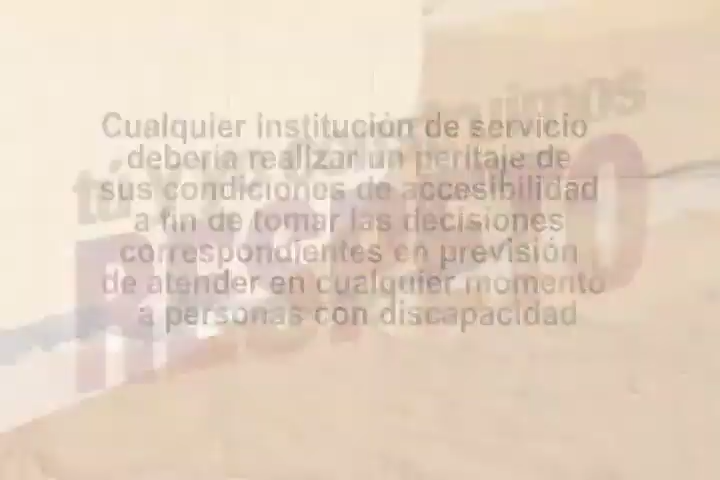 Cualquier institución de servicio
debería realizar un peritaje de
sus condiciones de accesibilidad
a fin de tomar las decisiones
correspondientes en previsión
de atender en cualquier momento
a personas con discapacidad